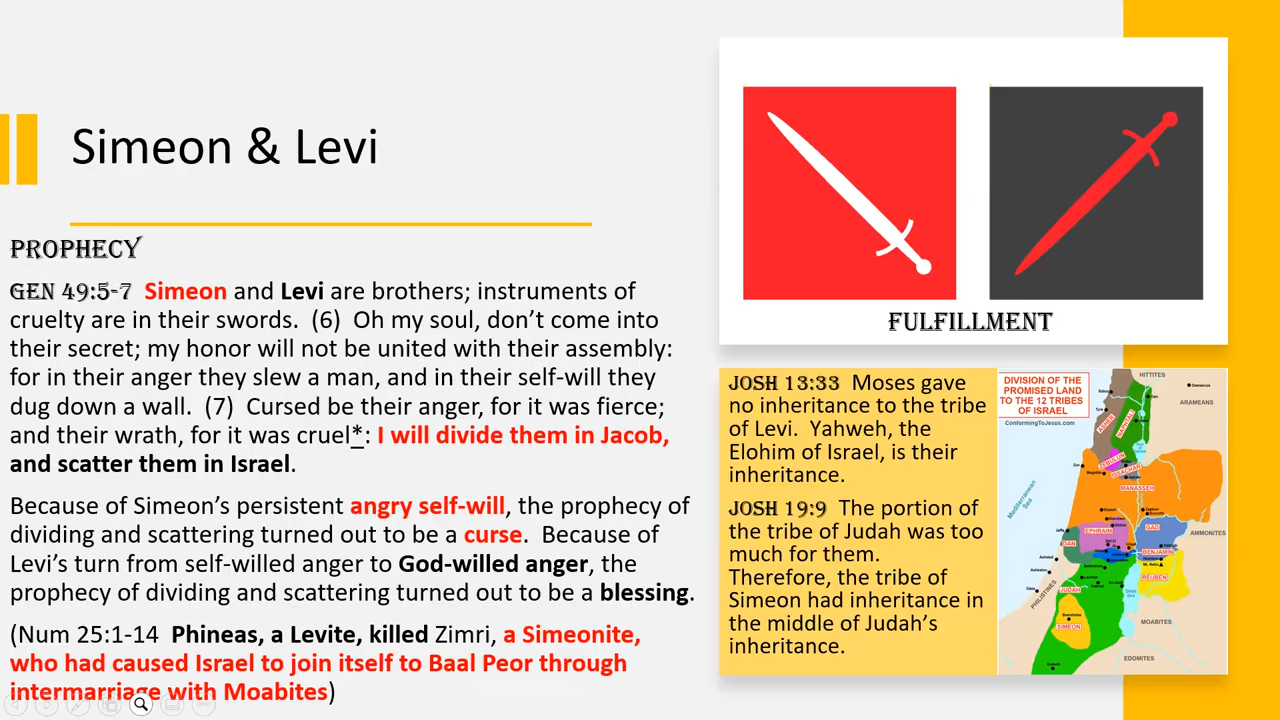 Simeon & Levi
PROPHECY
GEN 49:5-7 Simeon and Levi are brothers; instruments of
cruelty are in their swords. (6) Oh my soul, don't come into
their secret; my honor will not be united with their assembly:
for in their anger they slew a man, and in their self-will they
dug down a wall. (7) Cursed be their anger, for it was fierce;
and their wrath, for it was cruel*: I will divide them in Jacob,
and scatter them in Israel.
Because of Simeon's persistent angry self-will, the prophecy of
dividing and scattering turned out to be a curse. Because of
Levi's turn from self-willed anger to God-willed anger, the
prophecy of dividing and scattering turned out to be a blessing.
(Num 25:1-14 Phineas, a Levite, killed Zimri, a Simeonite,
who had caused Israel to join itself to Baal Peor through
intermarriage with Moabites)
FULFILLMENT
JOSH 13:33 Moses gave
no inheritance to the tribe
of Levi. Yahweh, the
Elohim of Israel, is their
inheritance.
JOSH 19:9 The portion of
the tribe of Judah was too
much for them.
Therefore, the tribe of
Simeon had inheritance in
the middle of Judah's
inheritance.
DIVISION OF THE
PROMISED LAND
TO THE 12 TRIBES
OF ISRAEL
ConformingToJesus.com
HITTITES
Damascus
ARAMEANS
Dan
Tyre
ASHER
NAPHTALI
ZEBULUN
ISSACHAR
MANASSEH
Mediterranean
Sea
EPHRAIM
GAD
DAN
AMMONITES
BENJAMIN
REUBEN
PHILISTINES
JUDAH
Dead
Sea
SIMEON
MOABITES
EDOMITES